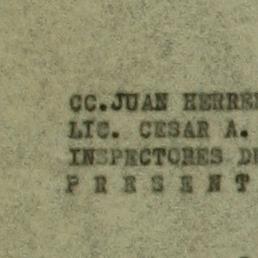 CC.JUAN HERRE
LIC. CESAR A.
INSPECTORES D
P R E S E N T